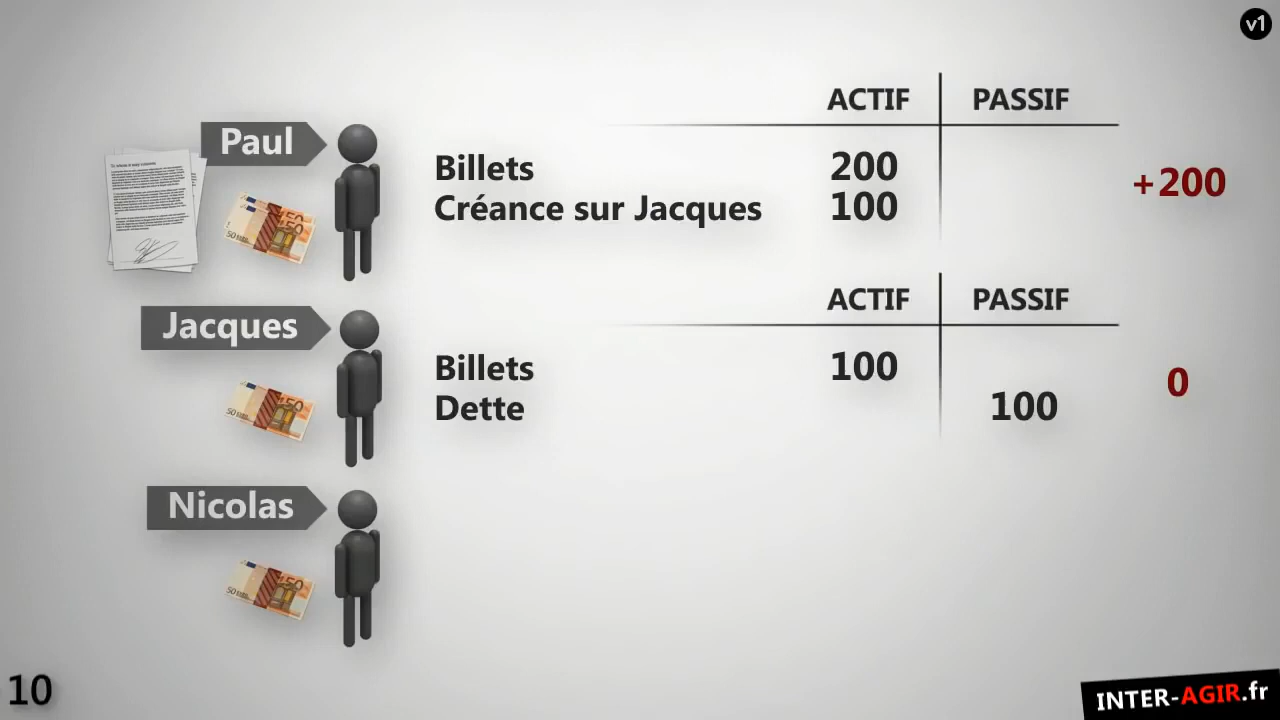 v1
ACTIF PASSIF
Paul
Billets 200
Créance sur Jacques 100
+200
ACTIF PASSIF
Jacques
Billets 100
Dette 100
0
Nicolas
10
INTER-AGIR.fr